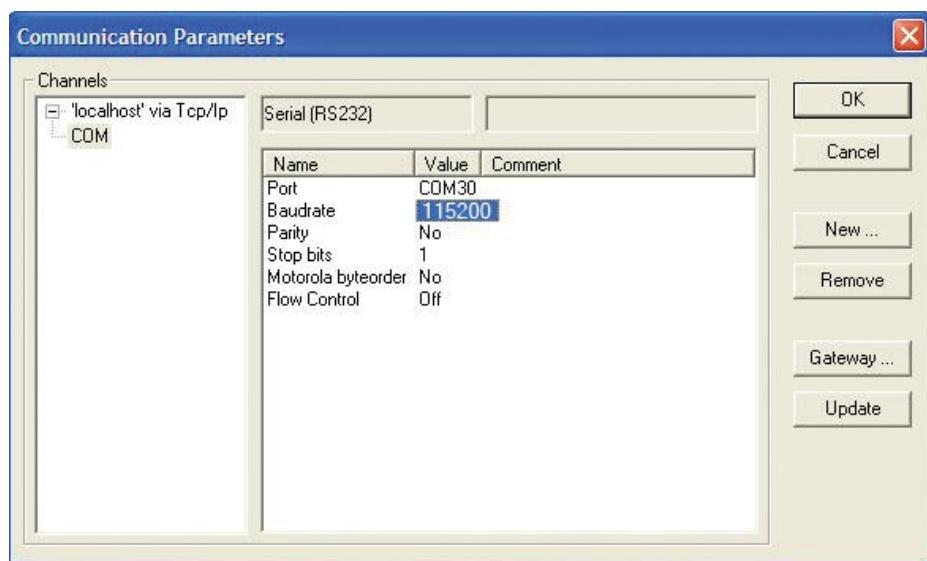 Communication Parameters
Channels
'localhost' via Tcp/Ip
COM
Serial (RS232)
Name Value Comment
Port COM30
Baudrate 115200
Parity No
Stop bits 1
Motorola byteorder No
Flow Control Off
OK
Cancel
New ...
Remove
Gateway ...
Update